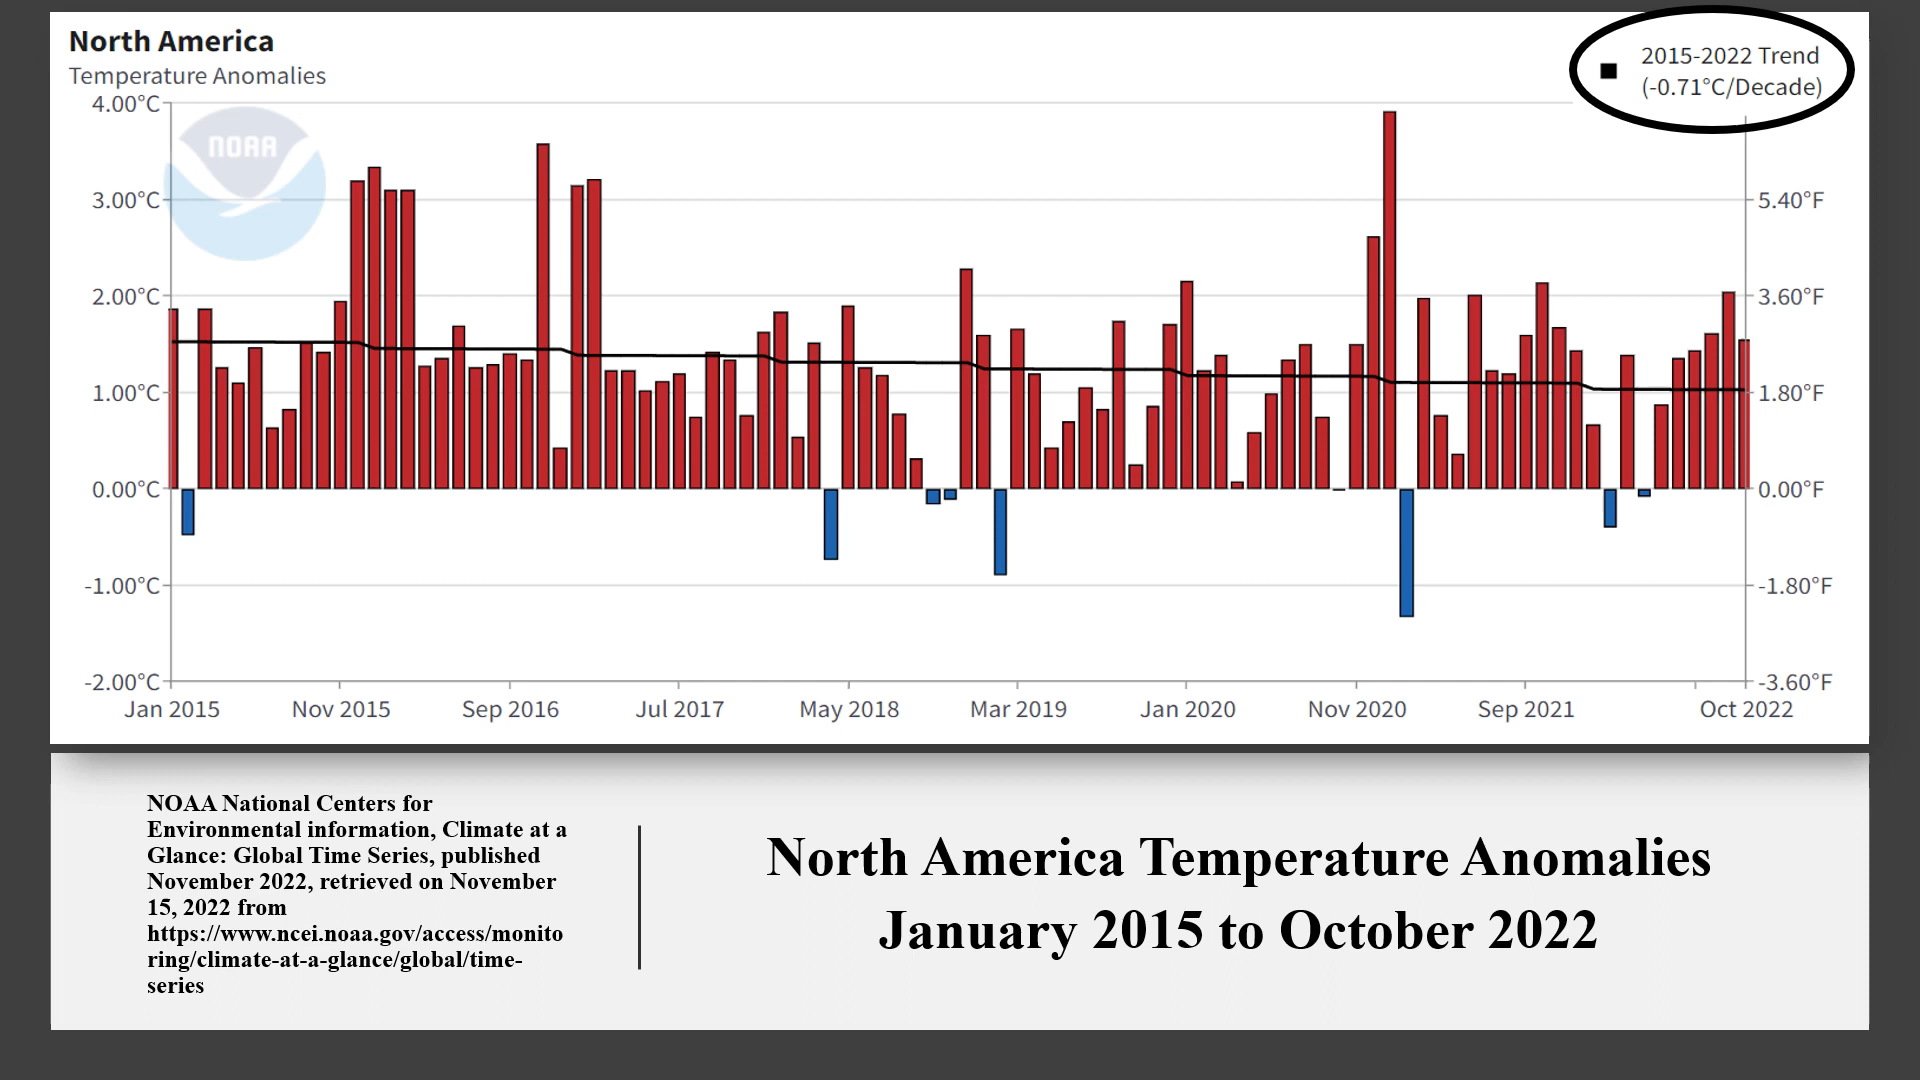 North America
Temperature Anomalies
2015-2022 Trend
(-0.71°C/Decade)
4.00°C
NOAA
3.00°C
5.40°F
2.00°C
3.60°F
1.00°C
1.80°F
0.00°C
0.00°F
-1.00°C
-1.80°F
-2.00°C
-3.60°F
Jan 2015
Nov 2015
Sep 2016
Jul 2017
May 2018
Mar 2019
Jan 2020
Nov 2020
Sep 2021
Oct 2022
NOAA National Centers for
Environmental information, Climate at a
Glance: Global Time Series, published
November 2022, retrieved on November
15, 2022 from
https://www.ncei.noaa.gov/access/monito
ring/climate-at-a-glance/global/time-
series
North America Temperature Anomalies
January 2015 to October 2022